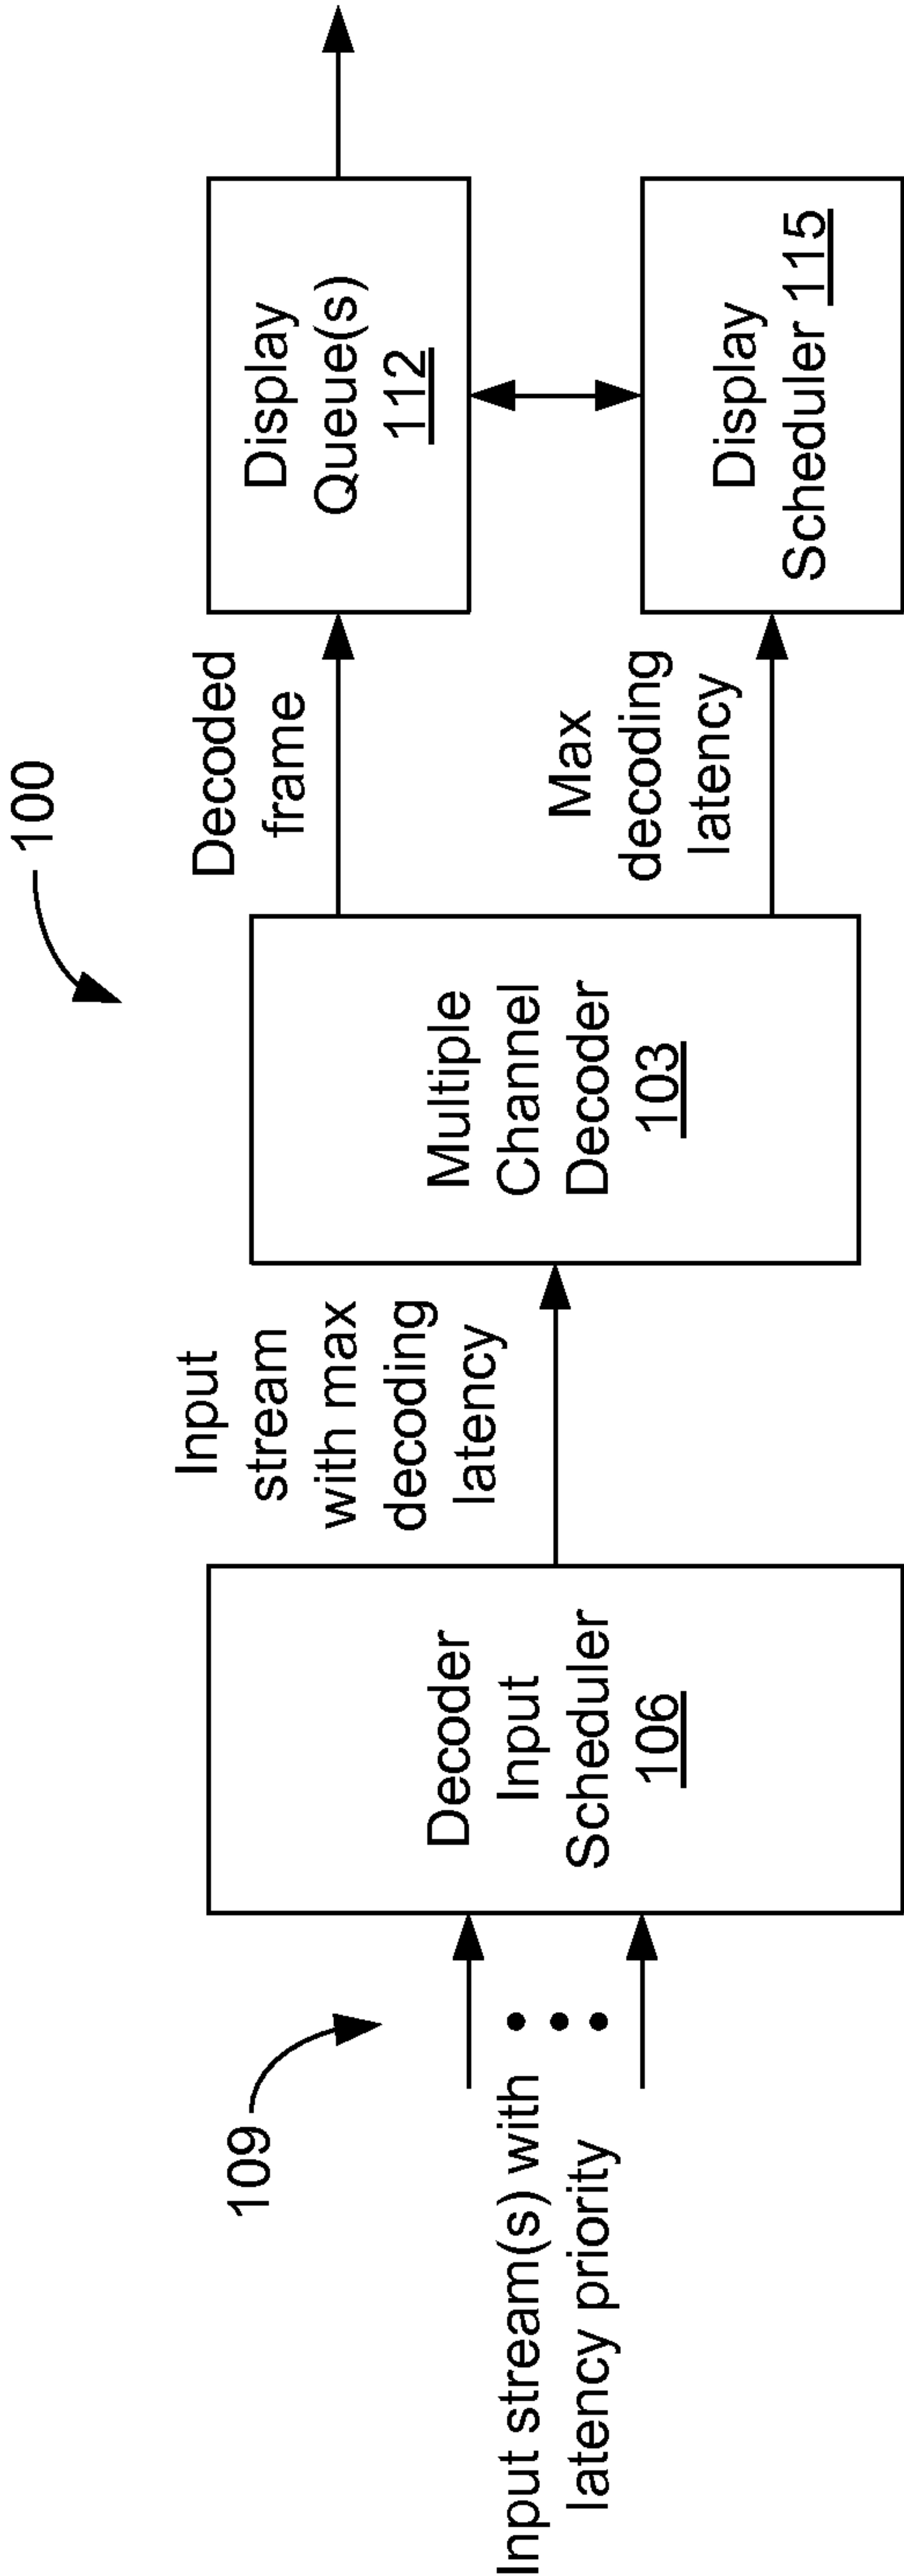 100
109
Input stream(s) with
latency priority
Decoder
Input
Scheduler
106
Input
stream
with max
decoding
latency
Multiple
Channel
Decoder
103
Decoded
frame
Max
decoding
latency
Display
Queue(s)
112
Display
Scheduler 115